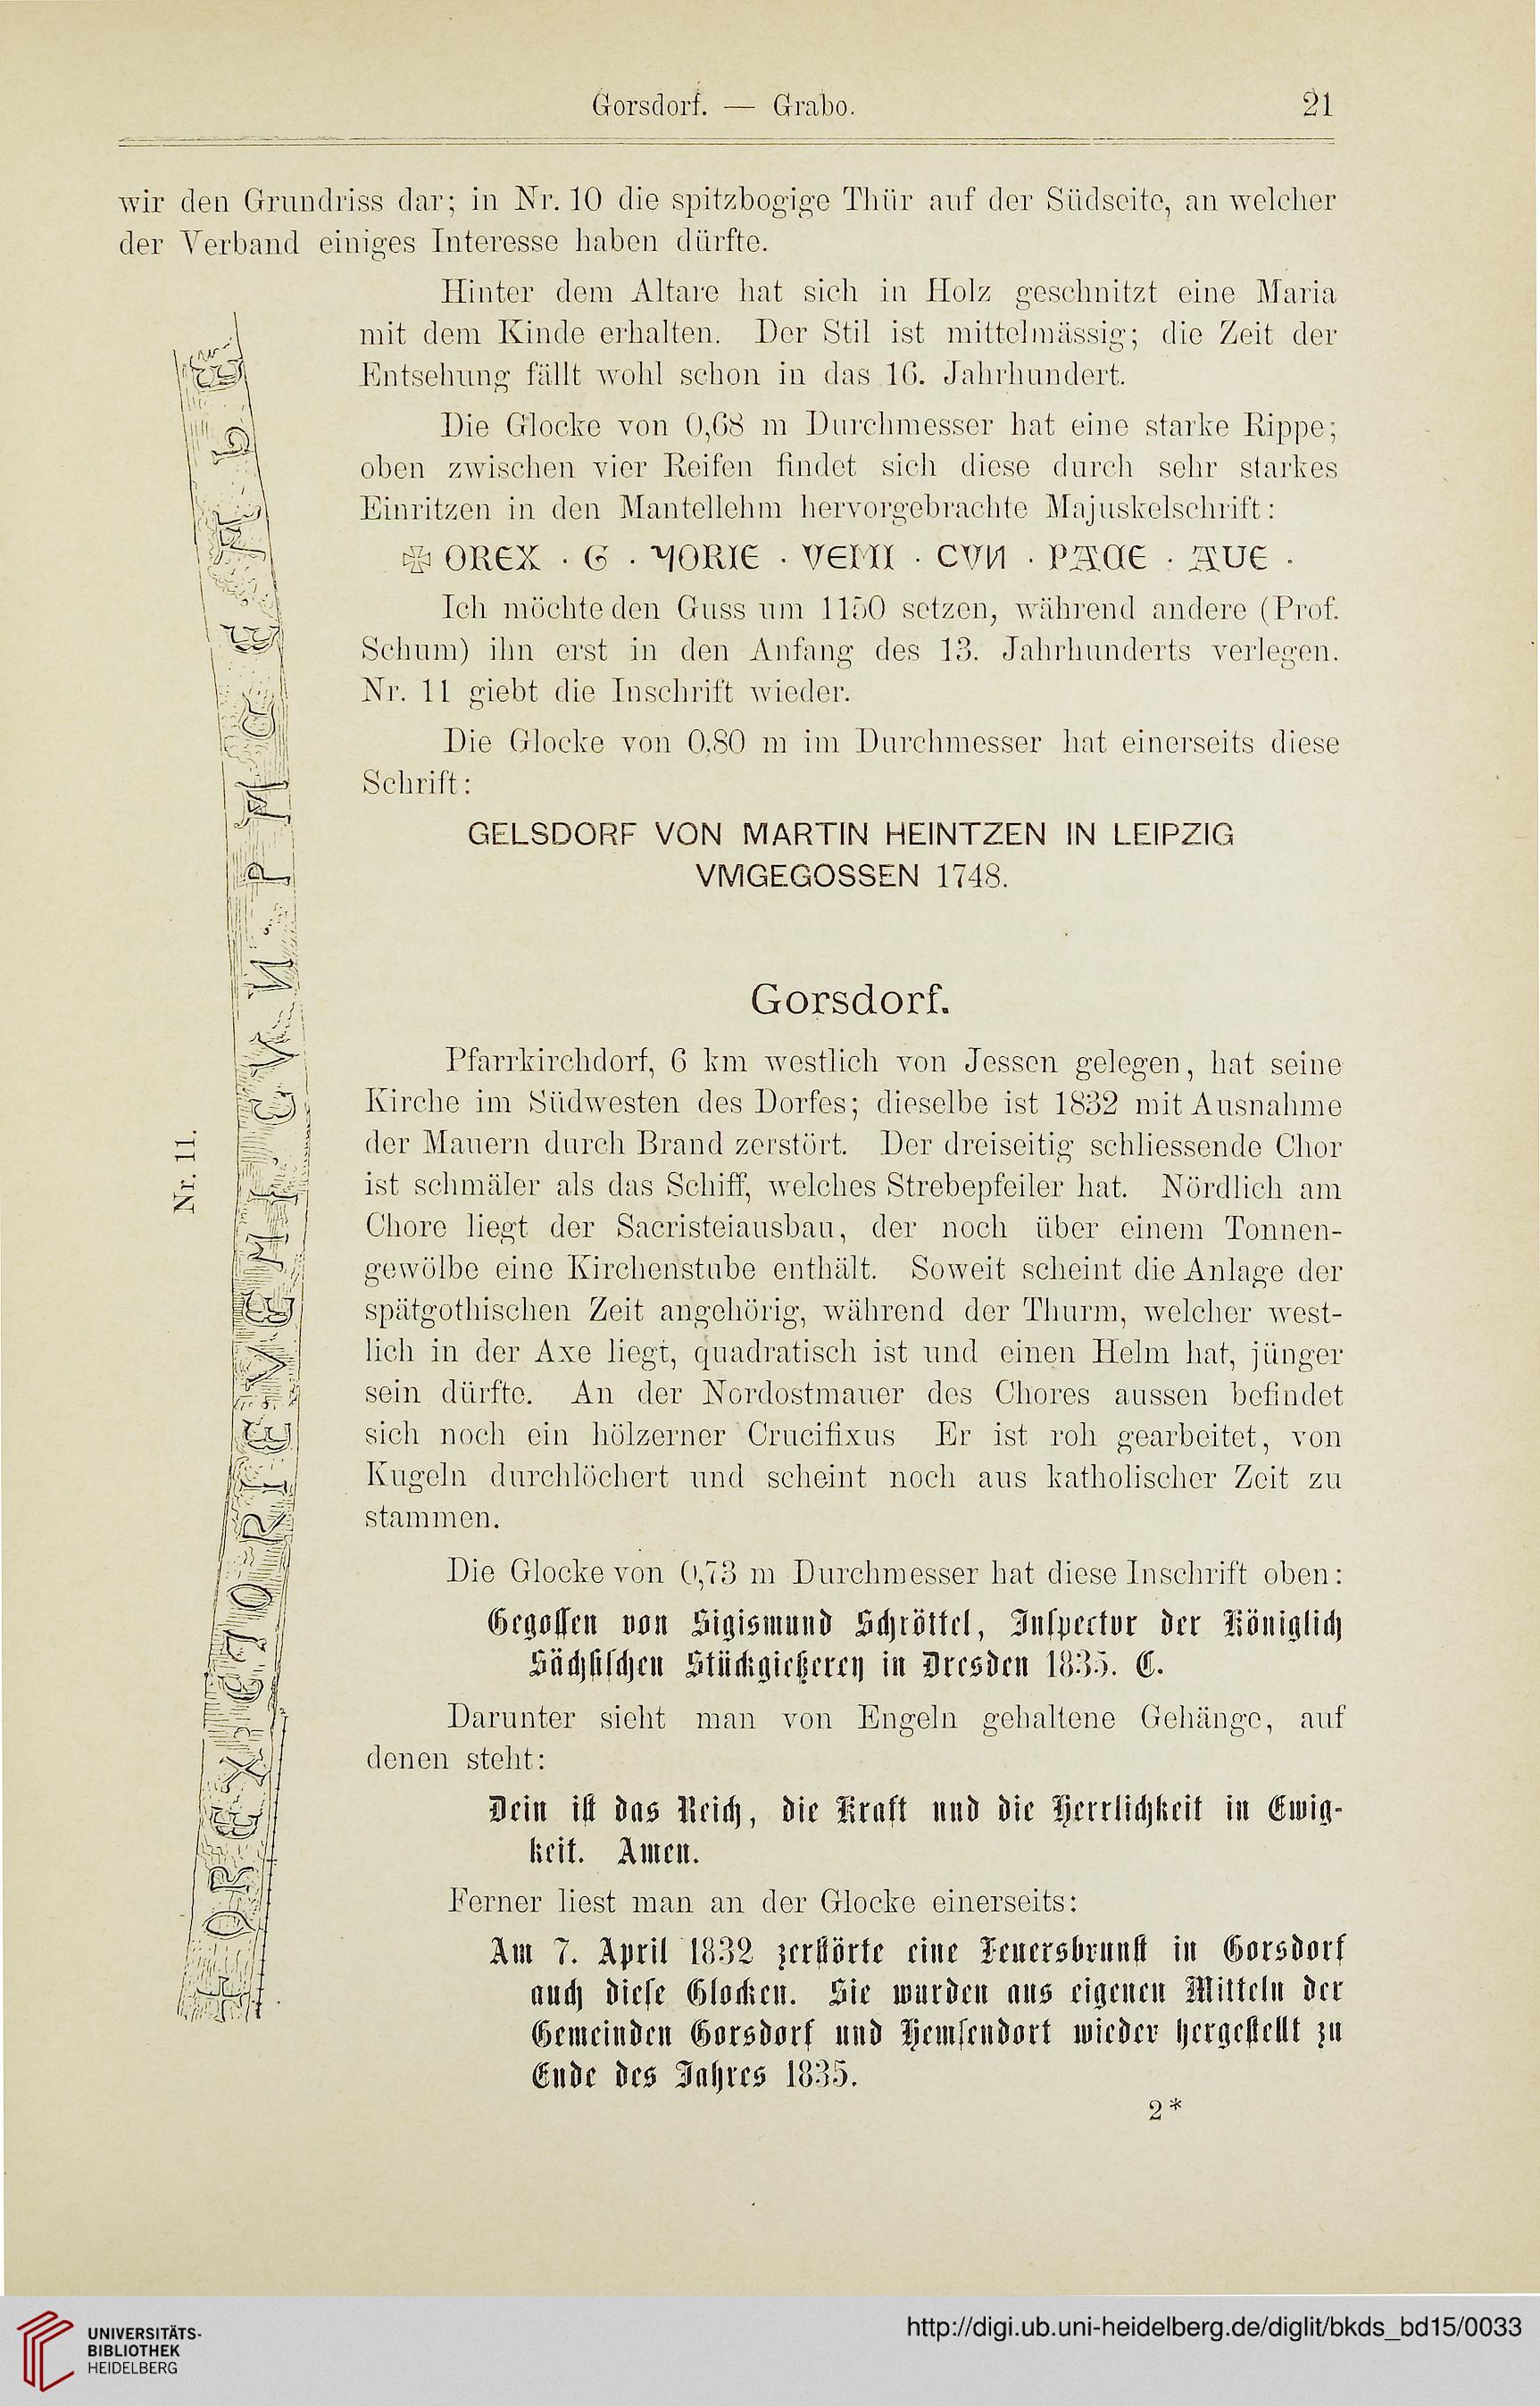 Gorsdorf. — Grabo.
21
wir den Grundriss dar; in Nr. 10 die spitzbogige Thür auf der Südseite, an welcher
der Verband einiges Interesse haben dürfte.
Hinter dem Altare hat sich in Holz geschnitzt eine Maria
mit dem Kinde erhalten. Der Stil ist mittelmässig; die Zeit der
Entsehung fällt wohl schon in das 16. Jahrhundert.
Die Glocke von 0,68 m Durchmesser hat eine starke Rippe;
oben zwischen vier Reifen findet sich diese durch sehr starkes
Einritzen in den Mantellehm hervorgebrachte Majuskelschrift:
✠ OREX · G · ꟼORIE · VEMI · CVN · PACE · AUE ·
Ich möchte den Guss um 1150 setzen, während andere (Prof.
Schum) ihn erst in den Anfang des 13. Jahrhunderts verlegen.
Nr. 11 giebt die Inschrift wieder.
Die Glocke von 0,80 m im Durchmesser hat einerseits diese
Schrift:
GELSDORF VON MARTIN HEINTZEN IN LEIPZIG
VMGEGOSSEN 1748.
Nr. 11.
Gorsdorf.
Pfarrkirchdorf, 6 km westlich von Jessen gelegen, hat seine
Kirche im Südwesten des Dorfes; dieselbe ist 1832 mit Ausnahme
der Mauern durch Brand zerstört. Der dreiseitig schliessende Chor
ist schmäler als das Schiff, welches Strebepfeiler hat. Nördlich am
Chore liegt der Sacristeiausbau, der noch über einem Tonnen-
gewölbe eine Kirchenstube enthält. Soweit scheint die Anlage der
spätgothischen Zeit angehörig, während der Thurm, welcher west-
lich in der Axe liegt, quadratisch ist und einen Helm hat, jünger
sein dürfte. An der Nordostmauer des Chores aussen befindet
sich noch ein hölzerner Crucifixus Er ist roh gearbeitet, von
Kugeln durchlöchert und scheint noch aus katholischer Zeit zu
stammen.
Die Glocke von 0,73 m Durchmesser hat diese Inschrift oben:
Gegossen von Sigismund Schröttel, Inspector der Königlich
Sächsischen Stückgießerey in Dresden 1835. C.
Darunter sieht man von Engeln gehaltene Gehänge, auf
denen steht:
Dein ist das Reich, die Kraft und die Herrlichkeit in Ewig-
keit. Amen.
Ferner liest man an der Glocke einerseits:
Am 7. April 1832 zerstörte eine Feuersbrunst in Gorsdorf
auch diese Glocken. Sie wurden aus eigenen Mitteln der
Gemeinden Gorsdorf und Hemsendorf wieder hergestellt zu
Ende des Jahres 1835.
2*
UNIVERSITÄTS-
BIBLIOTHEK
HEIDELBERG
http://digi.ub.uni-heidelberg.de/diglit/bkds_bd15/0033